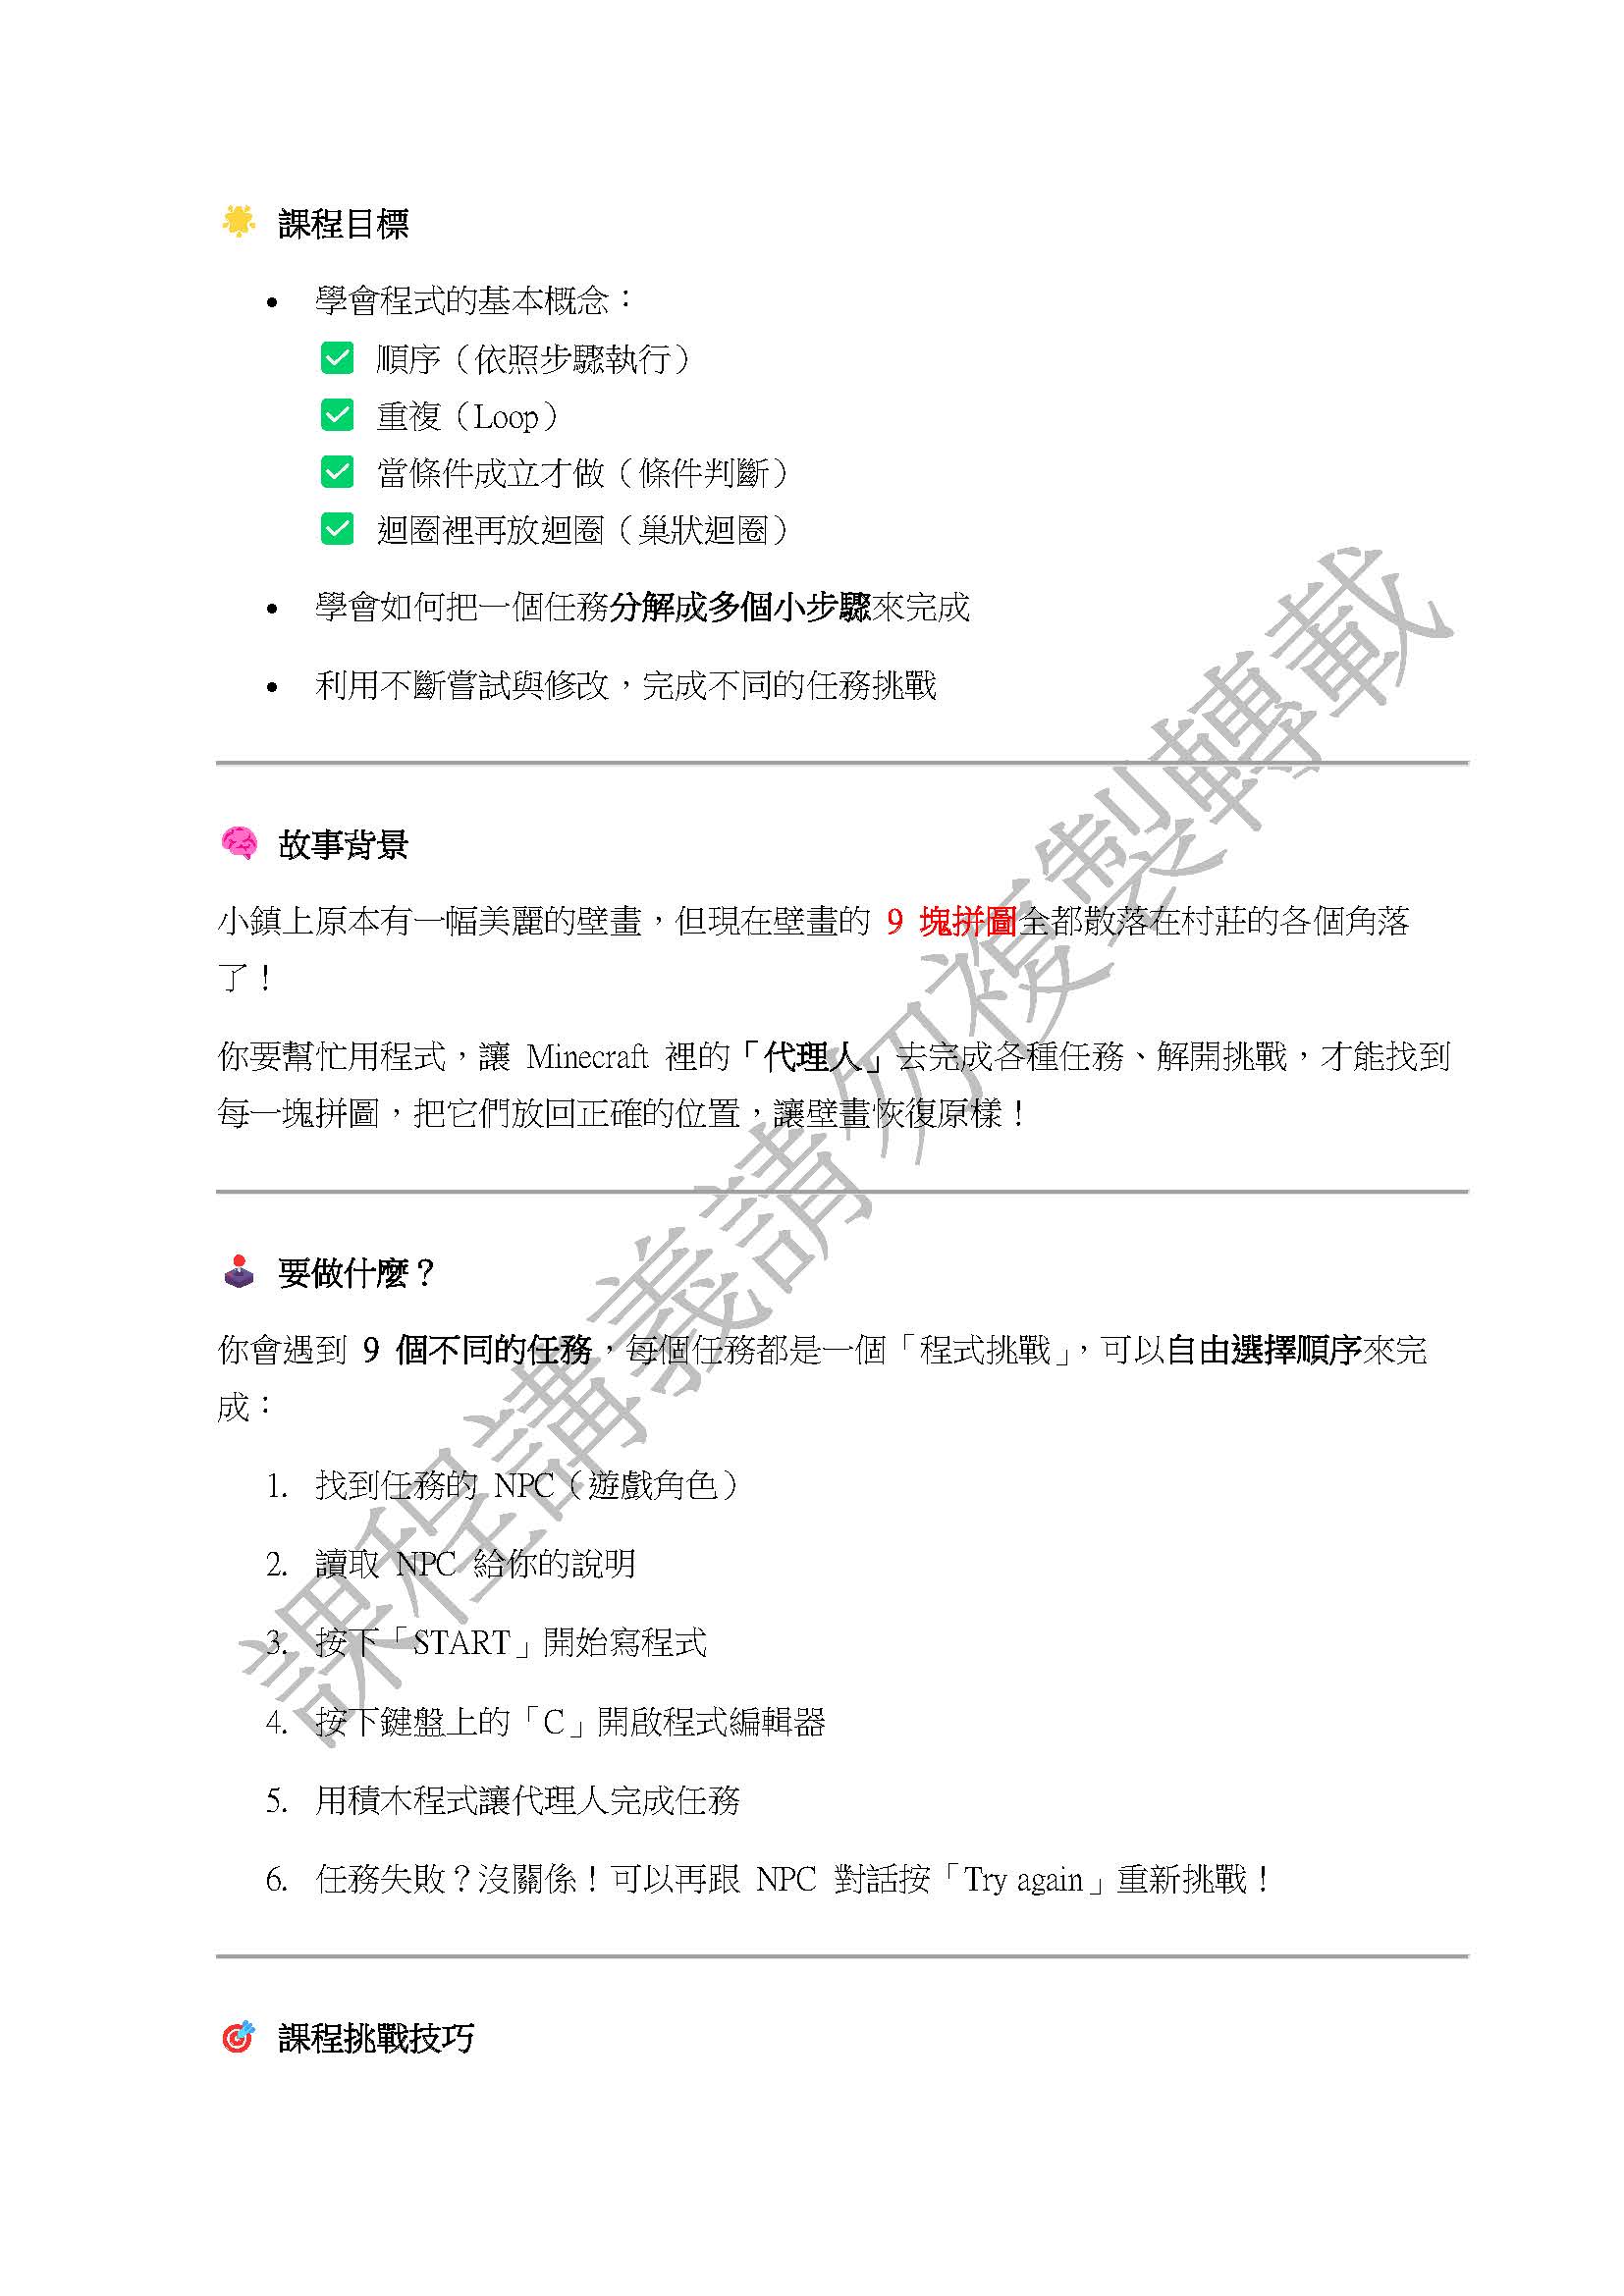 課程目標
• 學會程式的基本概念：
順序（依照步驟執行）
重複（Loop）
當條件成立才做（條件判斷）
迴圈裡再放迴圈（巢狀迴圈）
• 學會如何把一個任務分解成多個小步驟來完成
• 利用不斷嘗試與修改，完成不同的任務挑戰
故事背景
小鎮上原本有一幅美麗的壁畫，但現在壁畫的 9 塊拼圖全都散落在村莊的各個角落
了！
你要幫忙用程式，讓 Minecraft 裡的「代理人」去完成各種任務、解開挑戰，才能找到
每一塊拼圖，把它們放回正確的位置，讓壁畫恢復原樣！
要做什麼？
你會遇到 9 個不同的任務，每個任務都是一個「程式挑戰」，可以自由選擇順序來完
成：
1. 找到任務的 NPC（遊戲角色）
2. 讀取 NPC 給你的說明
3. 按下「START」開始寫程式
4. 按下鍵盤上的「C」開啟程式編輯器
5. 用積木程式讓代理人完成任務
6. 任務失敗？沒關係！可以再跟 NPC 對話按「Try again」重新挑戰！
課程挑戰技巧
課程講義請勿複製轉載